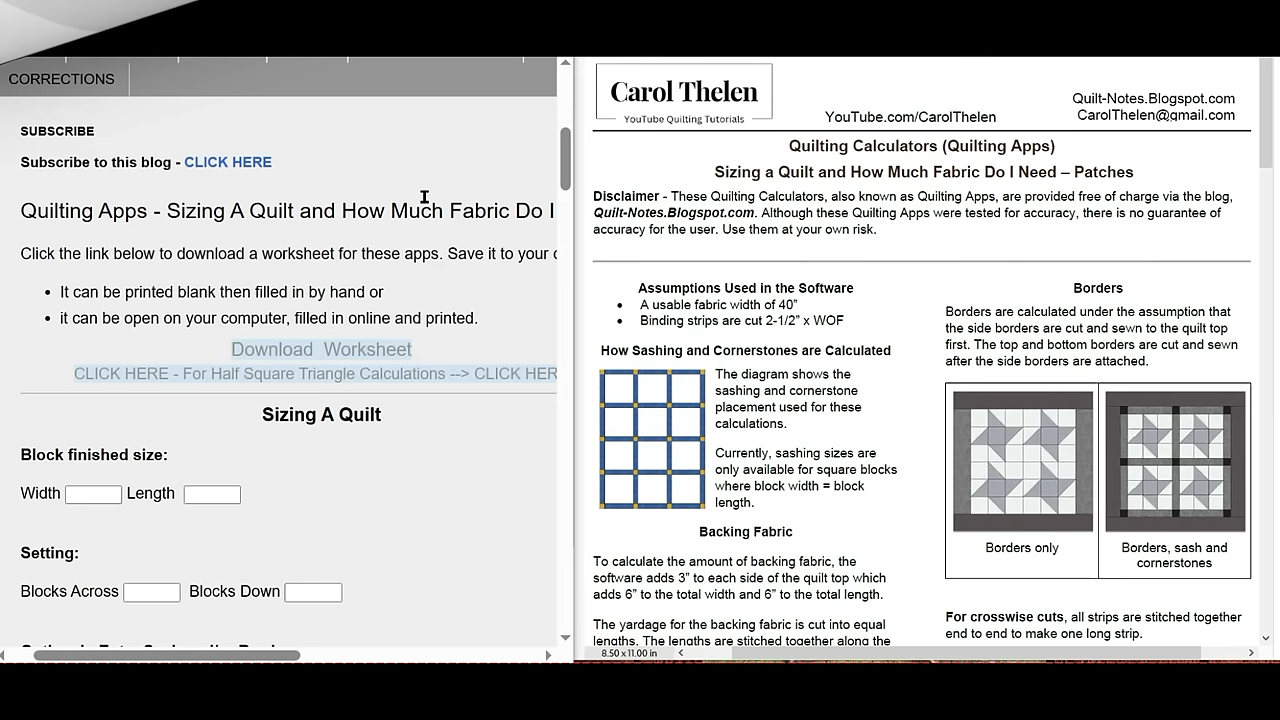 CORRECTIONS
SUBSCRIBE
Subscribe to this blog - CLICK HERE
Quilting Apps - Sizing A Quilt and How Much Fabric Do I
Click the link below to download a worksheet for these apps. Save it to your
• It can be printed blank then filled in by hand or
• it can be open on your computer, filled in online and printed.
Download Worksheet
CLICK HERE - For Half Square Triangle Calculations --> CLICK HER
Sizing A Quilt
Block finished size:
Width Length
Setting:
Blocks Across Blocks Down
Carol Thelen
YouTube Quilting Tutorials
YouTube.com/CarolThelen
Quilt-Notes.Blogspot.com
CarolThelen@gmail.com
Quilting Calculators (Quilting Apps)
Sizing a Quilt and How Much Fabric Do I Need – Patches
Disclaimer - These Quilting Calculators, also known as Quilting Apps, are provided free of charge via the blog,
Quilt-Notes.Blogspot.com. Although these Quilting Apps were tested for accuracy, there is no guarantee of
accuracy for the user. Use them at your own risk.
Assumptions Used in the Software
• A usable fabric width of 40”
• Binding strips are cut 2-1/2” x WOF
How Sashing and Cornerstones are Calculated
The diagram shows the
sashing and cornerstone
placement used for these
calculations.
Currently, sashing sizes are
only available for square blocks
where block width = block
length.
Backing Fabric
To calculate the amount of backing fabric, the
software adds 3” to each side of the quilt top which
adds 6” to the total width and 6” to the total length.
The yardage for the backing fabric is cut into equal
lengths. The lengths are stitched together along the
Borders
Borders are calculated under the assumption that
the side borders are cut and sewn to the quilt top
first. The top and bottom borders are cut and sewn
after the side borders are attached.
Borders only
Borders, sash and
cornerstones
For crosswise cuts, all strips are stitched together
end to end to make one long strip.
8.50 x 11.00 in